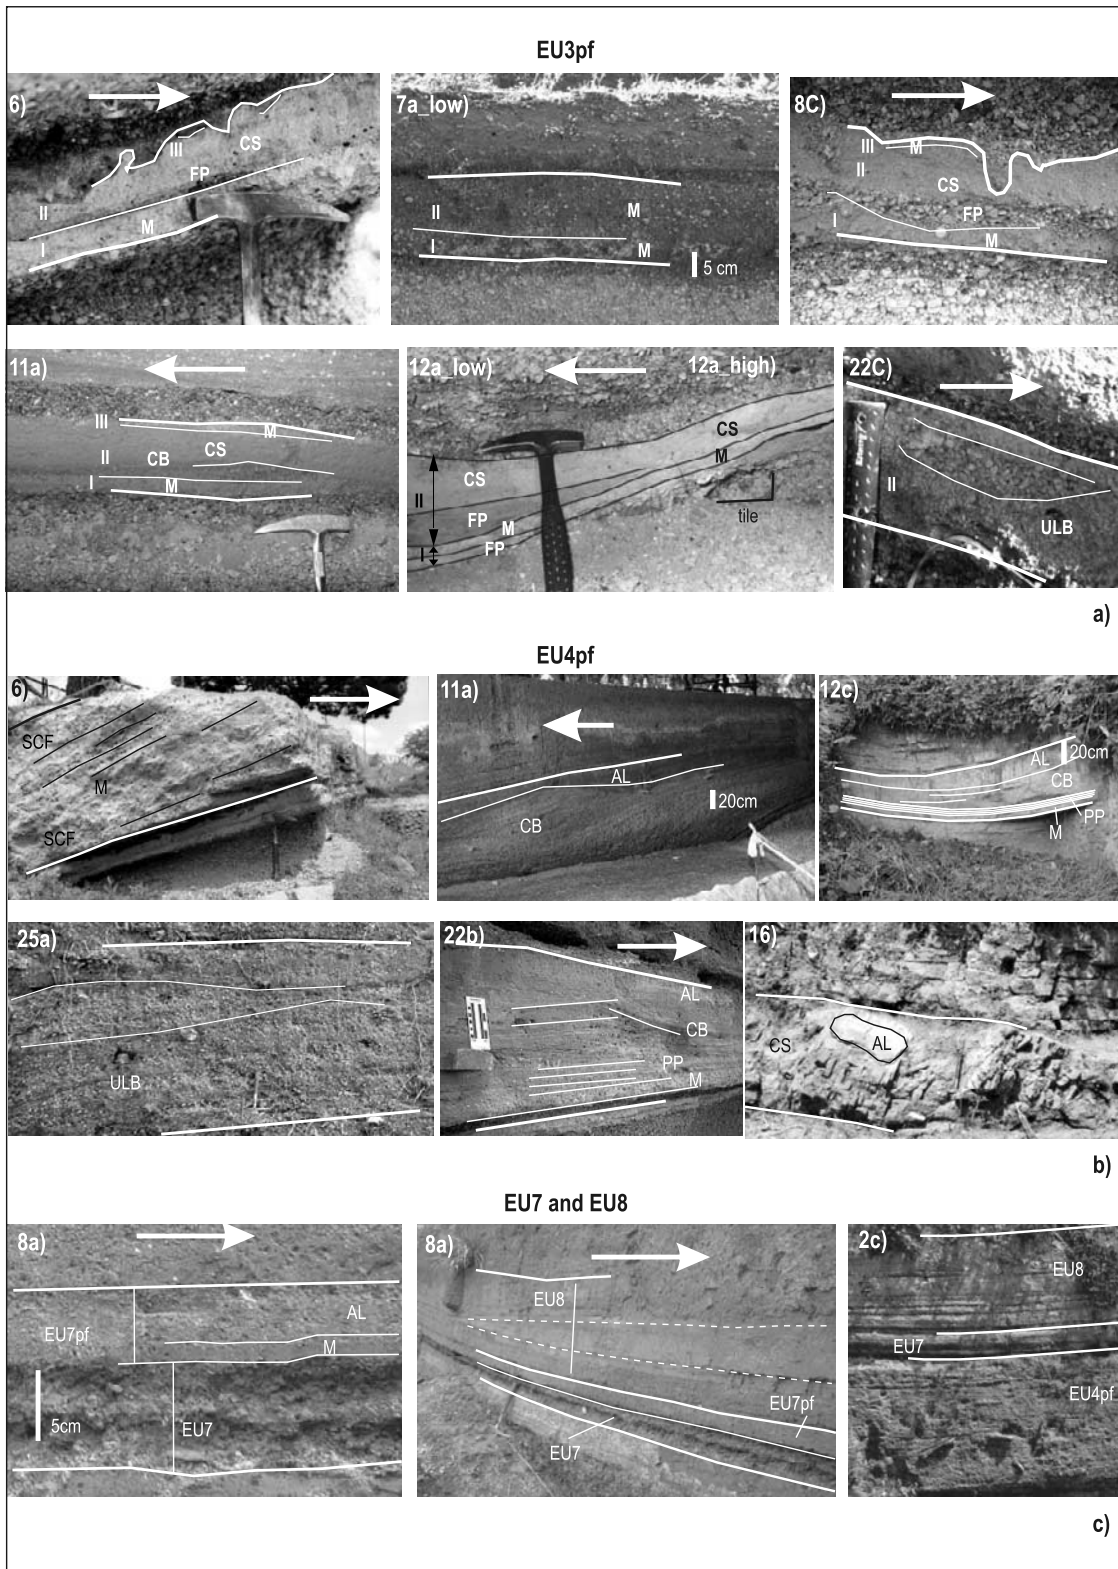 EU3pf
6)
III
CS
FP
II
M
I
7a_low)
II
M
I
M
5 cm
8C)
III
M
II
CS
FP
I
M
11a)
III
M
CS
II
CB
I
M
12a_low)
12a_high)
CS
M
CS
II
FP
M
I
FP
tile
22C)
II
ULB
a)
EU4pf
6)
SCF
M
SCF
11a)
AL
20cm
CB
12c)
20cm
AL
CB
PP
M
25a)
ULB
22b)
AL
CB
PP
M
16)
CS
AL
b)
EU7 and EU8
8a)
AL
EU7pf
M
5cm
EU7
8a)
EU8
EU7pf
EU7
2c)
EU8
EU7
EU4pf
c)